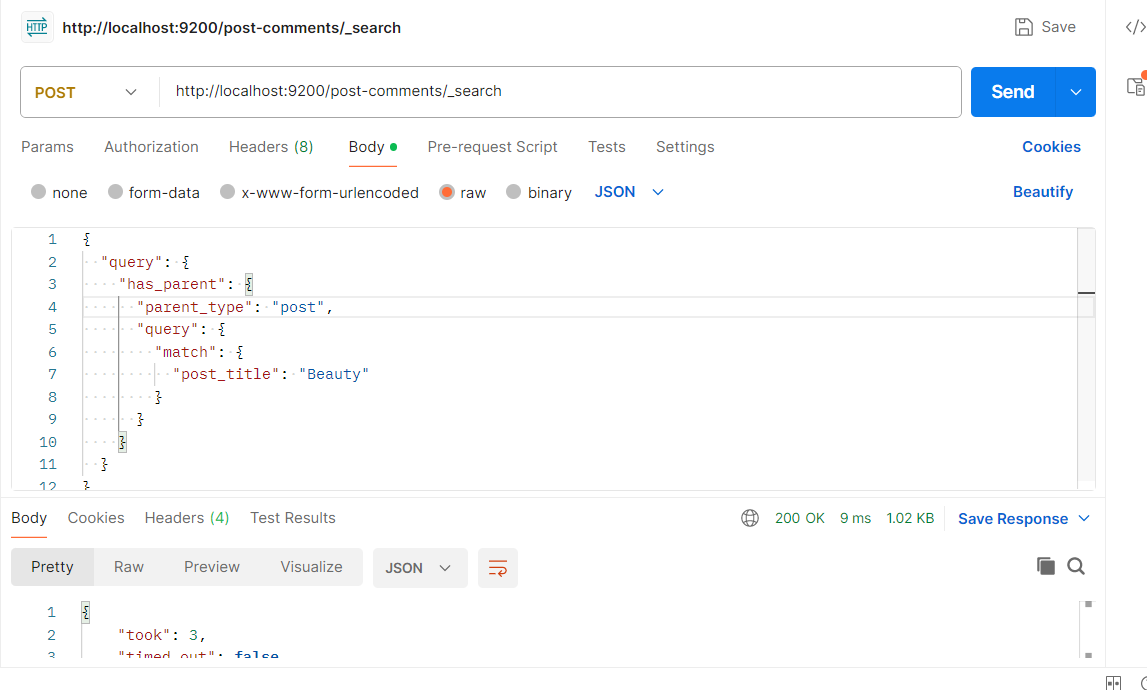 HTTP http://localhost:9200/post-comments/_search Save
POST http://localhost:9200/post-comments/_search Send
Params Authorization Headers (8) Body Pre-request Script Tests Settings Cookies
none form-data x-www-form-urlencoded raw binary JSON Beautify
1 {
2 "query": {
3 "has_parent": {
4 "parent_type": "post",
5 "query": {
6 "match": {
7 "post_title": "Beauty"
8 }
9 }
10 }
11 }
12 }
Body Cookies Headers (4) Test Results 200 OK 9 ms 1.02 KB Save Response
Pretty Raw Preview Visualize JSON
1 {
2 "took": 3,
3 "timed_out": false